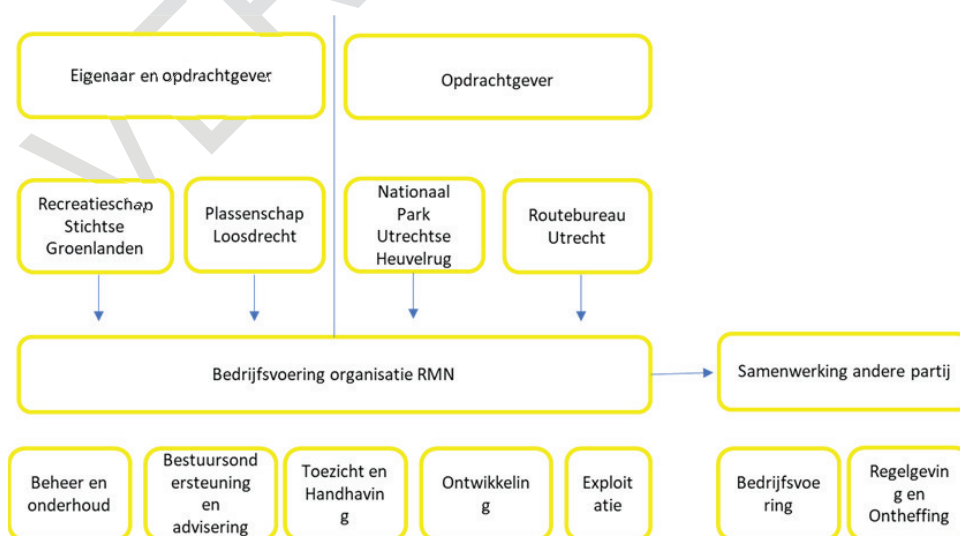 Eigenaar en opdrachtgever
Opdrachtgever
Recreatieschap
Stichtse
Groenlanden
Plassenschap
Loosdrecht
Nationaal
Park
Utrechtse
Heuvelrug
Routebureau
Utrecht
Bedrijfsvoering organisatie RMN
Samenwerking andere partij
Beheer en
onderhoud
Bestuursond
ersteuning
en
advisering
Toezicht en
Handhavin
g
Ontwikkelin
g
Exploit
atie
Bedrijfsvoe
ring
Regelgevin
g en
Ontheffing